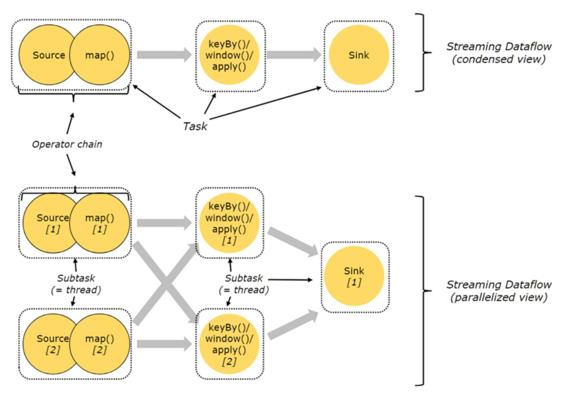 Source
map()
keyBy()/
window()/
apply()
Sink
Streaming Dataflow
(condensed view)
Task
Operator chain
Source
[1]
map()
[1]
keyBy()/
window()/
apply()
[1]
Subtask
(= thread)
Subtask
(= thread)
Sink
[1]
Streaming Dataflow
(parallelized view)
Source
[2]
map()
[2]
keyBy()/
window()/
apply()
[2]